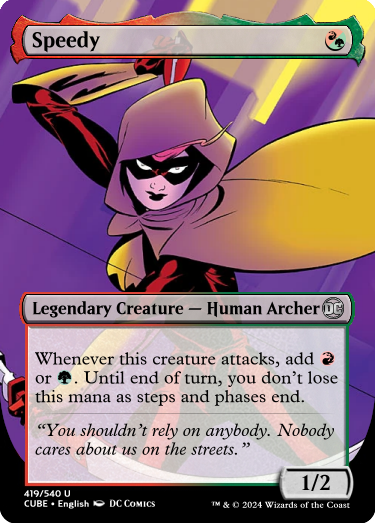 Speedy
Legendary Creature — Human Archer DC
Whenever this creature attacks, add
or . Until end of turn, you don't lose
this mana as steps and phases end.
“You shouldn't rely on anybody. Nobody
cares about us on the streets.”
1/2
419/540 U
CUBE • English DC COMICS
™ & © 2024 Wizards of the Coast